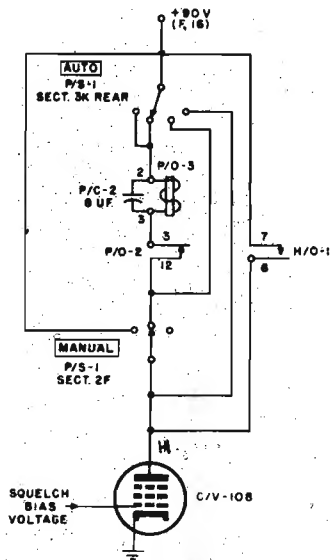 +90V
(F, 16)
AUTO
P/S-1
SECT. 3K REAR
P/O-3
2
P/C-2
8 UF.
3
3
P/O-2
12
7
H/O-1
6
MANUAL
P/S-1
SECT. 2F
SQUELCH
BIAS
VOLTAGE
C/V-108